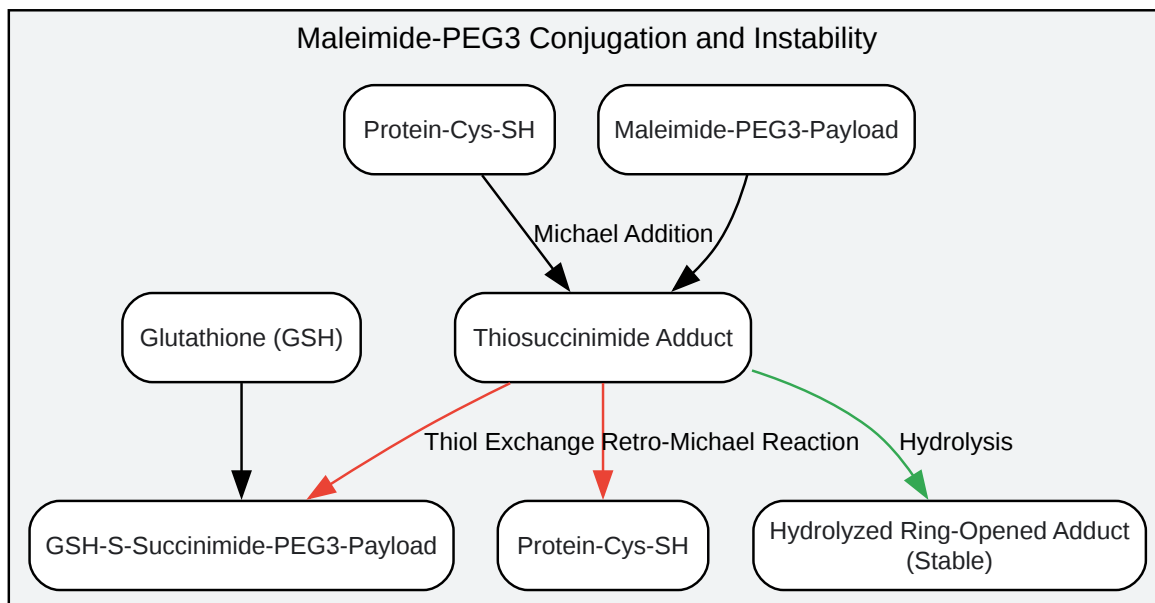 Maleimide-PEG3 Conjugation and Instability
Protein-Cys-SH
Maleimide-PEG3-Payload
Michael Addition
Glutathione (GSH)
Thiosuccinimide Adduct
Thiol Exchange
Retro-Michael Reaction
Hydrolysis
GSH-S-Succinimide-PEG3-Payload
Protein-Cys-SH
Hydrolyzed Ring-Opened Adduct
(Stable)